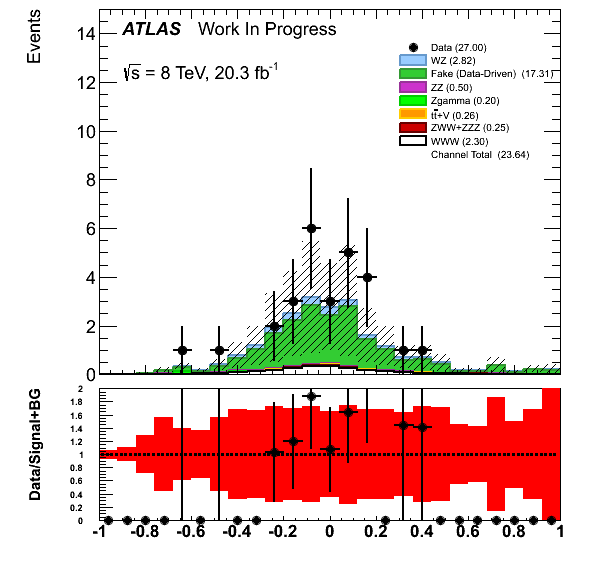 ATLAS Work In Progress
√s = 8 TeV, 20.3 fb⁻¹
Events
Data (27.00)
WZ (2.82)
Fake (Data-Driven) (17.31)
ZZ (0.50)
Zgamma (0.20)
tt̄+V (0.26)
ZWW+ZZZ (0.25)
WWW (2.30)
Channel Total (23.64)
14
12
10
8
6
4
2
0
Data/Signal+BG
2
1.8
1.6
1.4
1.2
1
0.8
0.6
0.4
0.2
0
-1 -0.8 -0.6 -0.4 -0.2 0 0.2 0.4 0.6 0.8 1